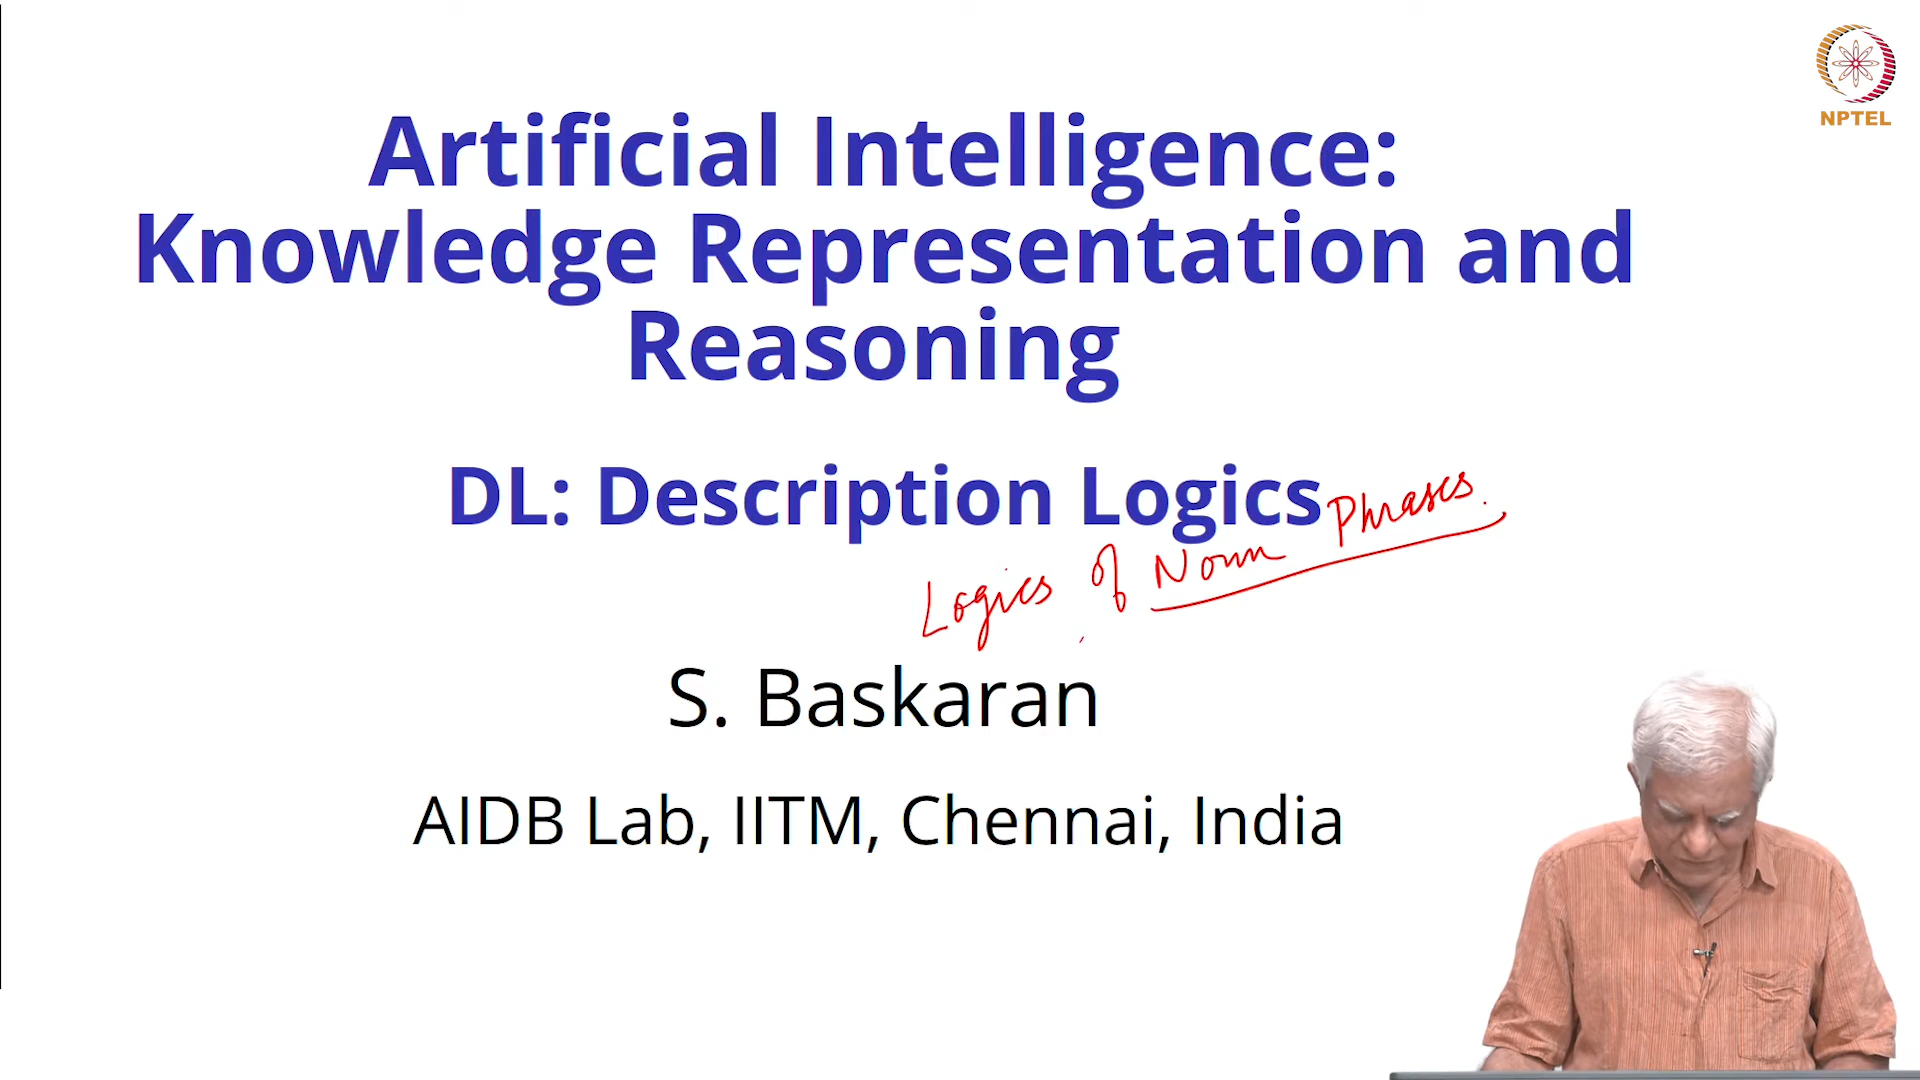 NPTEL
Artificial Intelligence:
Knowledge Representation and
Reasoning
DL: Description Logics
Logics of Noun Phrases.
S. Baskaran
AIDB Lab, IITM, Chennai, India